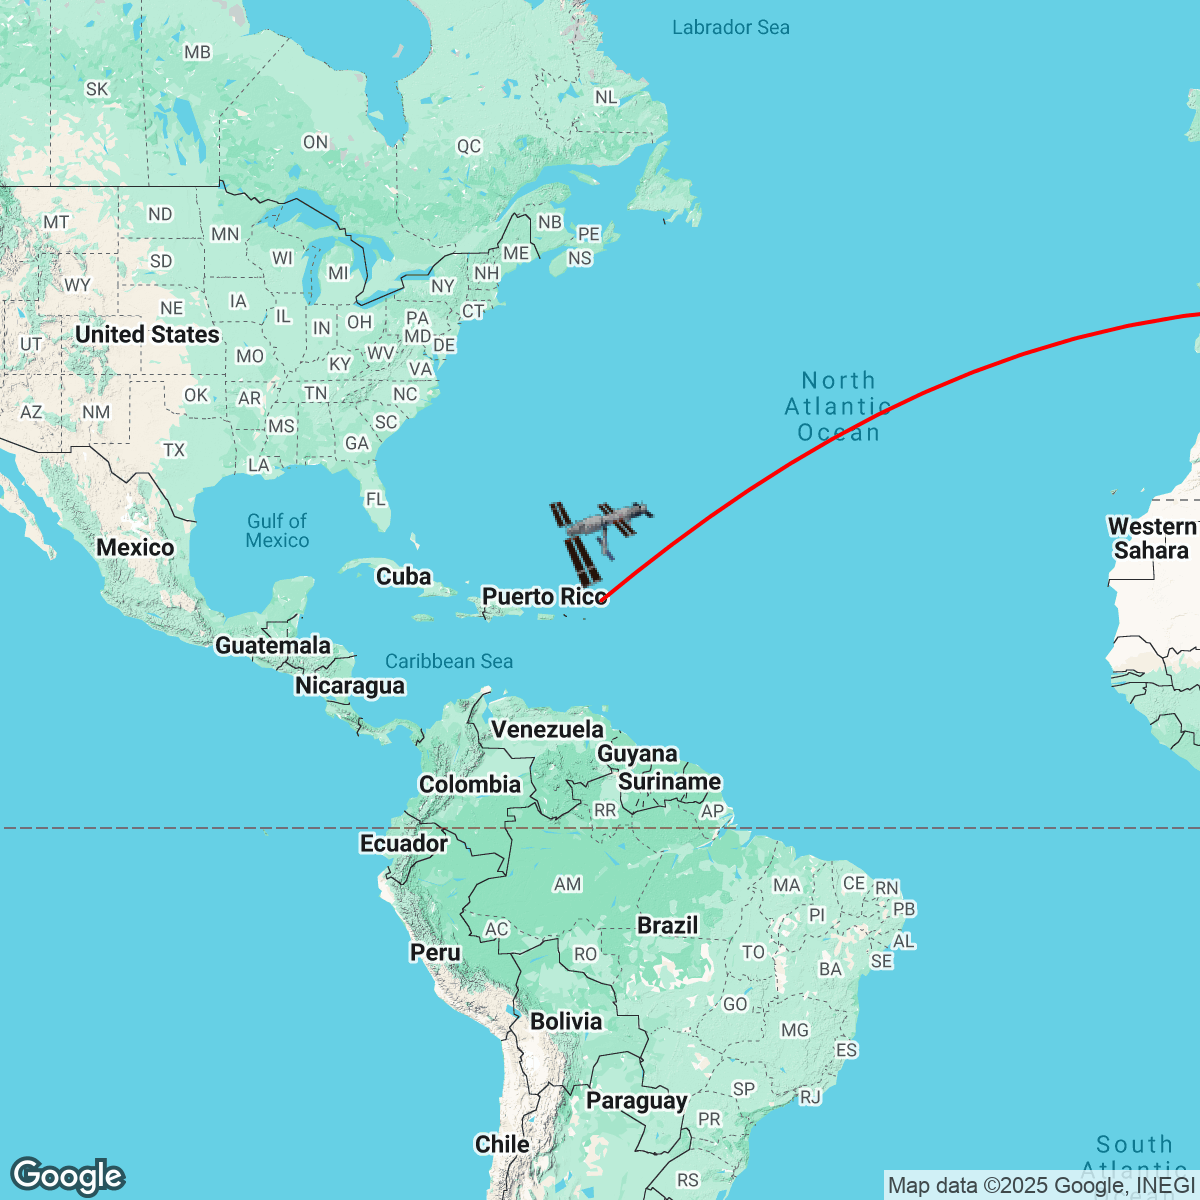 Labrador Sea
MB
SK
NL
ON
QC
MT
ND
MN
NB
PE
SD
WI
MI
ME
NS
WY
NY
NH
NE
IA
IL
IN
OH
PA
CT
United States
UT
MO
KY
WV
MD
DE
VA
North
Atlantic
Ocean
AZ
NM
OK
AR
TN
NC
MS
SC
TX
LA
GA
FL
Gulf of
Mexico
Western
Sahara
Mexico
Cuba
Puerto Rico
Guatemala
Caribbean Sea
Nicaragua
Venezuela
Guyana
Colombia
Suriname
RR
AP
Ecuador
AM
MA
CE
RN
PB
PI
AC
Brazil
AL
Peru
RO
TO
BA
SE
GO
Bolivia
MG
ES
SP
RJ
Paraguay
PR
Chile
RS
South
Atlantic
Google
Map data ©2025 Google, INEGI